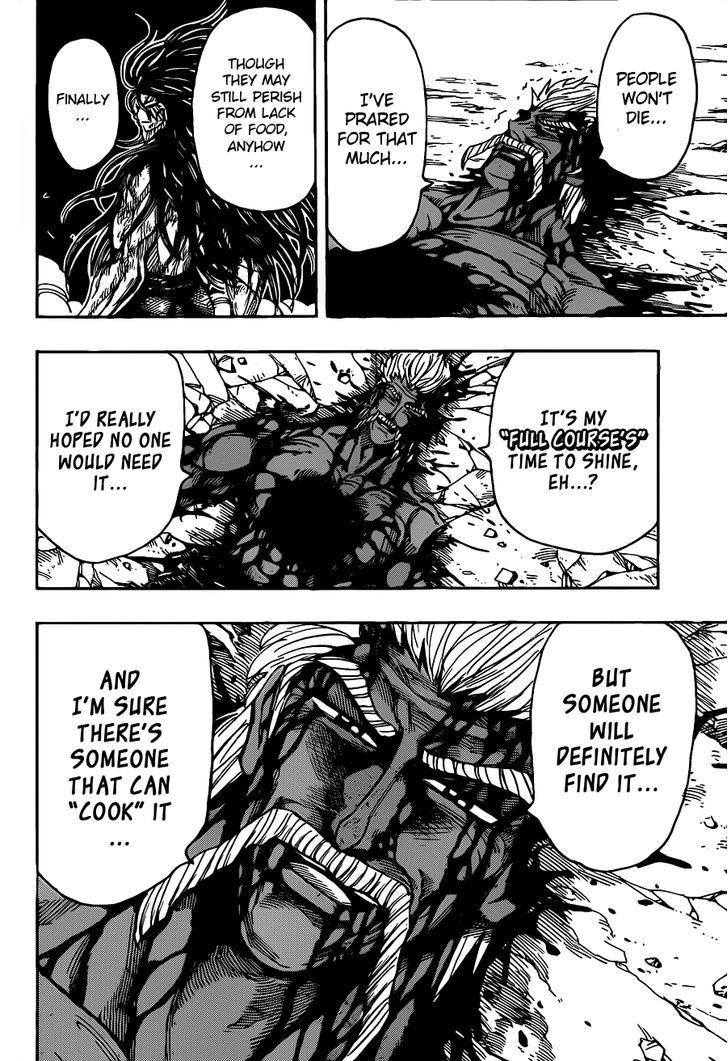 PEOPLE
WON'T
DIE...
I'VE
PRARED
FOR THAT
MUCH...
THOUGH
THEY MAY
STILL PERISH
FROM LACK
OF FOOD,
ANYHOW
...
FINALLY
...
IT'S MY
"FULL COURSE'S"
TIME TO SHINE,
EH...?
I'D REALLY
HOPED NO ONE
WOULD NEED
IT...
BUT
SOMEONE
WILL
DEFINITELY
FIND IT...
AND
I'M SURE
THERE'S
SOMEONE
THAT CAN
"COOK" IT
...